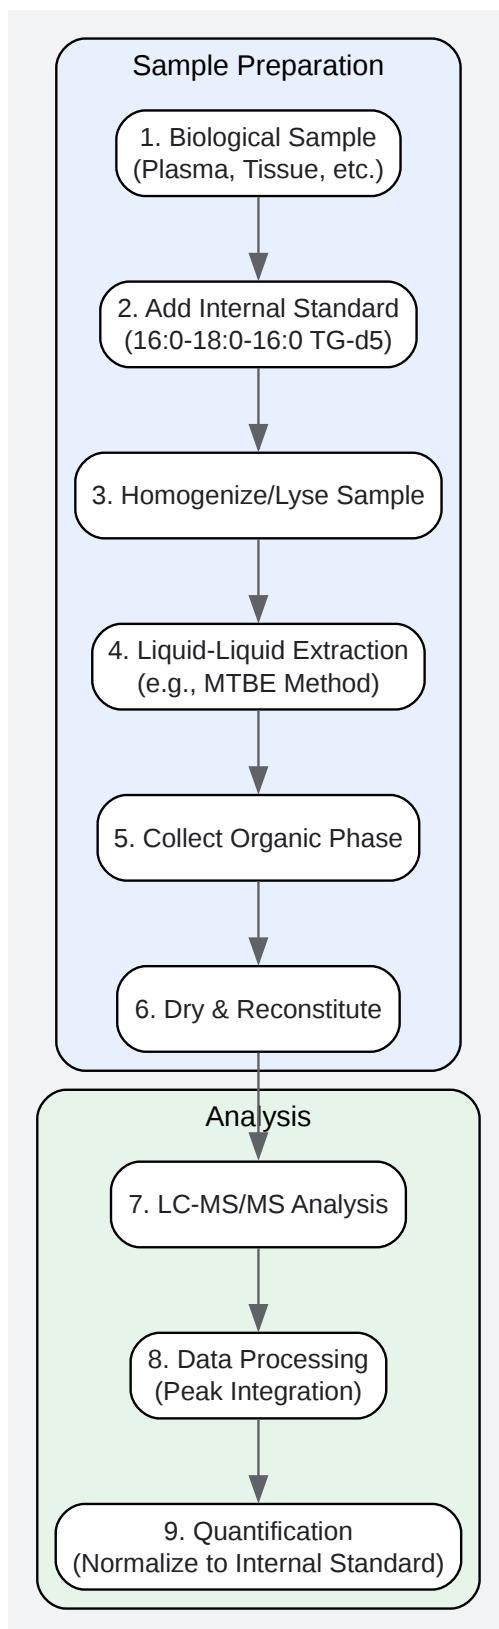 Sample Preparation
1. Biological Sample
(Plasma, Tissue, etc.)
2. Add Internal Standard
(16:0-18:0-16:0 TG-d5)
3. Homogenize/Lyse Sample
4. Liquid-Liquid Extraction
(e.g., MTBE Method)
5. Collect Organic Phase
6. Dry & Reconstitute
Analysis
7. LC-MS/MS Analysis
8. Data Processing
(Peak Integration)
9. Quantification
(Normalize to Internal Standard)